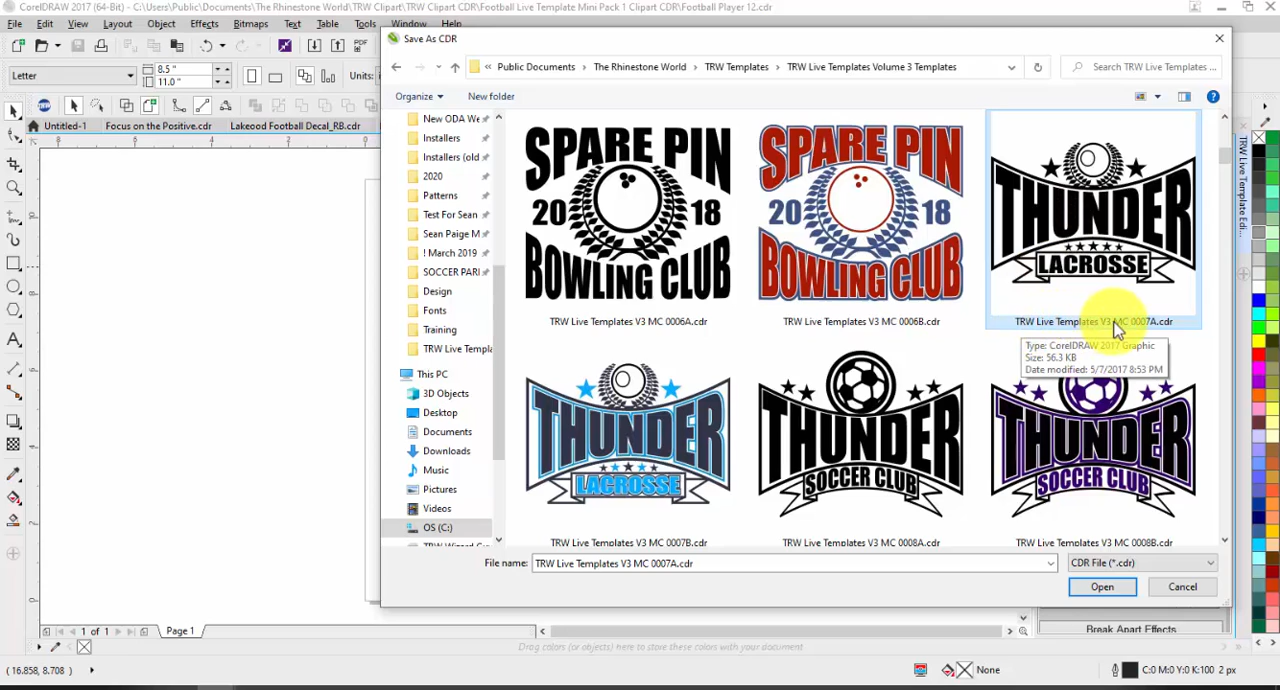 CorelDRAW 2017 (64-Bit) - C:\Users\Public\Documents\The Rhinestone World\TRW Clipart\TRW Clipart CDR\Football Live Template Mini Pack 1 Clipart CDR\Football Player 12.cdr
File Edit View Layout Object Effects Bitmaps Text Table Tools Window Help
Save As CDR
« Public Documents > The Rhinestone World > TRW Templates > TRW Live Templates Volume 3 Templates
Search TRW Live Templates ...
Letter
8.5 "
11.0 "
Units:
Organize
New folder
Untitled-1
Focus on the Positive.cdr
Lakeood Football Decal_RB.cdr
New ODA We
Installers
Installers (old
2020
Patterns
Test For Sean
Sean Paige M
! March 2019
SOCCER PARI
Design
Fonts
Training
TRW Live Templa
This PC
3D Objects
Desktop
Documents
Downloads
Music
Pictures
Videos
OS (C:)
SPARE PIN
20 18
BOWLING CLUB
TRW Live Templates V3 MC 0006A.cdr
SPARE PIN
20 18
BOWLING CLUB
TRW Live Templates V3 MC 0006B.cdr
THUNDER
LACROSSE
TRW Live Templates V3 MC 0007A.cdr
Type: CorelDRAW 2017 Graphic
Size: 56.3 KB
Date modified: 5/7/2017 8:53 PM
THUNDER
LACROSSE
TRW Live Templates V3 MC 0007B.cdr
THUNDER
SOCCER CLUB
TRW Live Templates V3 MC 0008A.cdr
THUNDER
SOCCER CLUB
TRW Live Templates V3 MC 0008B.cdr
TRW Live Template Edi...
File name:
TRW Live Templates V3 MC 0007A.cdr
CDR File (*.cdr)
Open
Cancel
Break Apart Effects
1 of 1
Page 1
Drag colors (or objects) here to store these colors with your document
(16.858, 8.708 )
None
C:0 M:0 Y:0 K:100 2 px